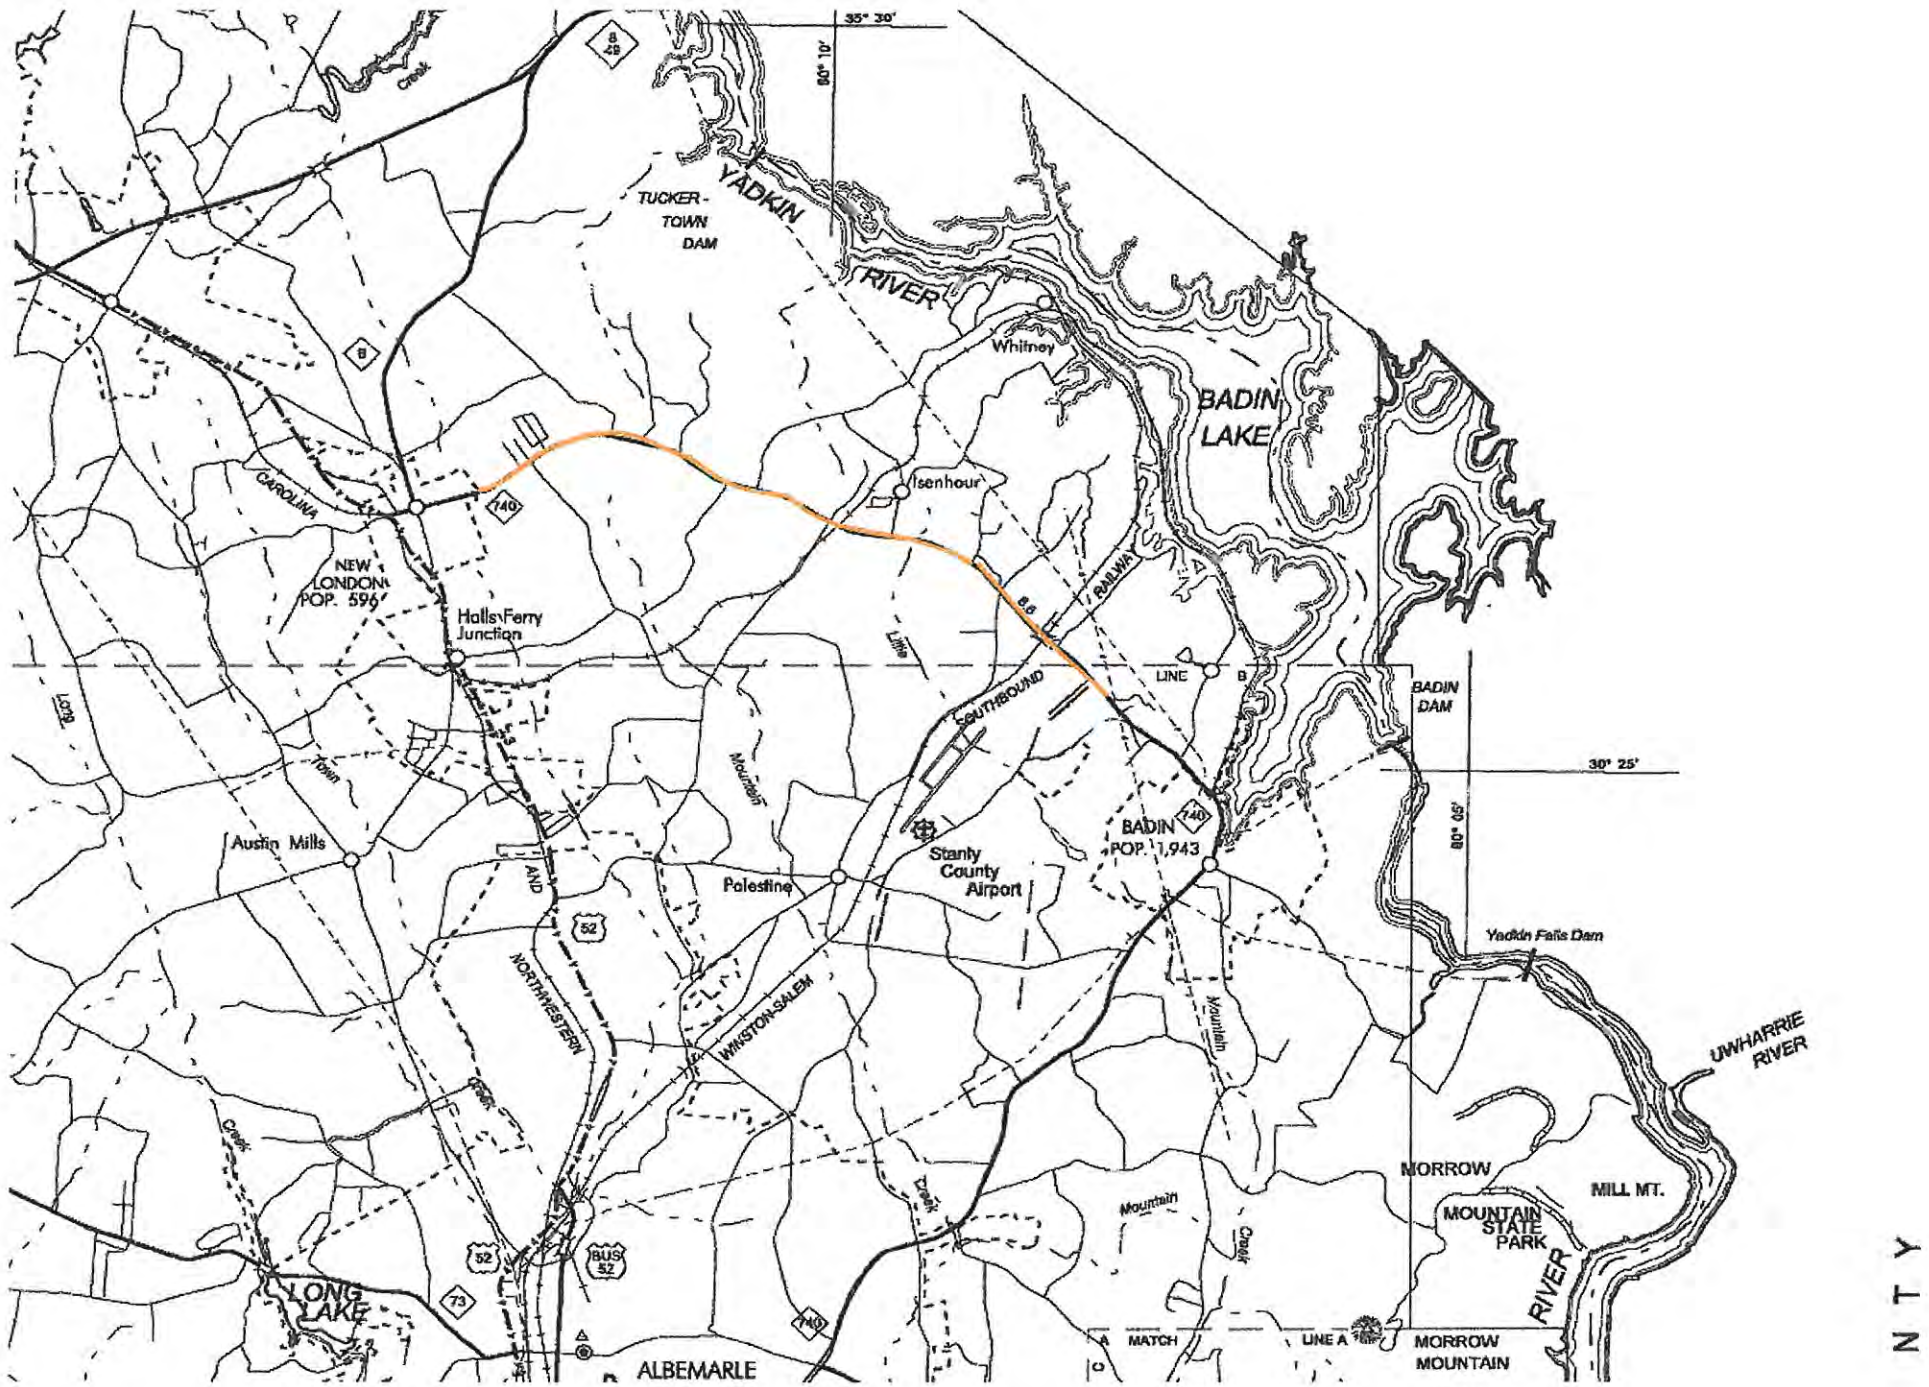 35° 30'
8
49
80° 10'
Creek
YADKIN
RIVER
TUCKER-
TOWN
DAM
Whitney
8
BADIN
LAKE
CAROLINA
740
Isenhour
NEW
LONDON
POP. 596
Halls Ferry
Junction
8.6
RAILWAY
Little
LINE B
BADIN
DAM
SOUTHBOUND
Long
Town
Mountain
30° 25'
80° 05'
Austin Mills
AND
BADIN
POP. 1,943
740
Stanly
County
Airport
Palestine
52
NORTHWESTERN
WINSTON-SALEM
Yadkin Falls Dam
Mountain
UWHARRIE
RIVER
Creek
Creek
MORROW
MOUNTAIN
STATE
PARK
MILL MT.
Mountain
Creek
Creek
RIVER
52
BUS
52
LONG
LAKE
73
740
A MATCH LINE A
C
MORROW
MOUNTAIN
ALBEMARLE
N T Y